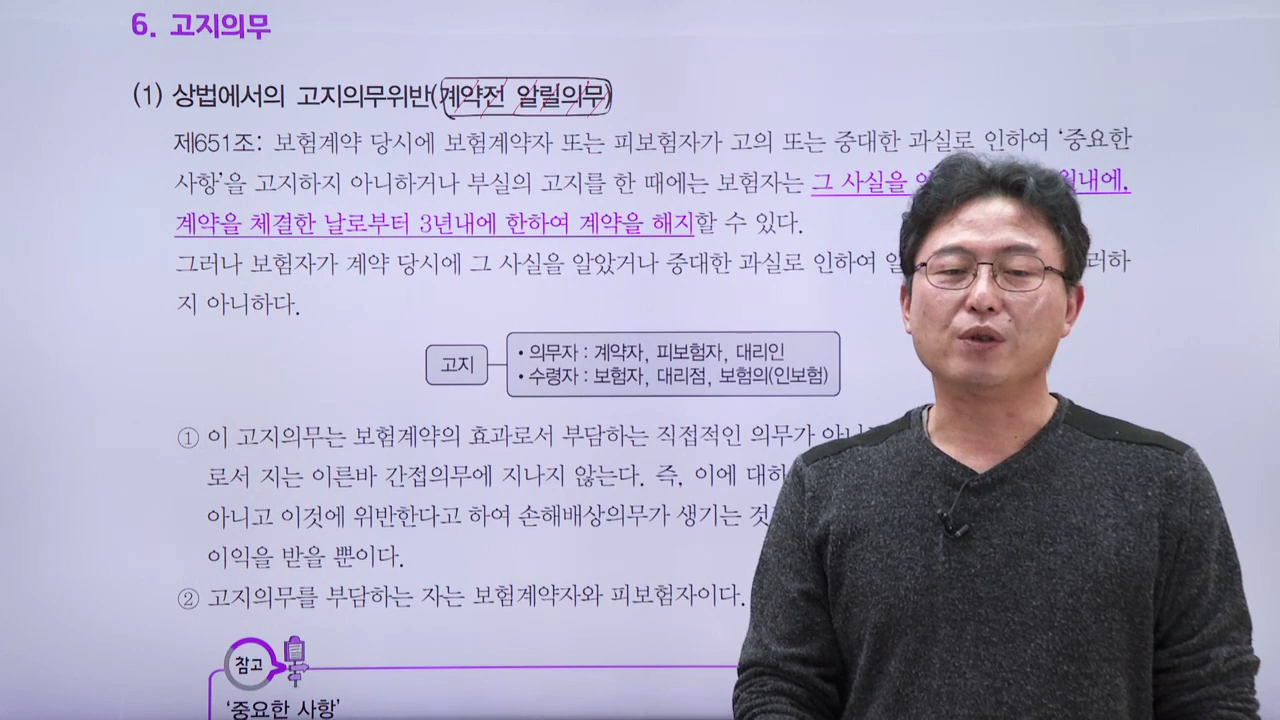 6. 고지의무
(1) 상법에서의 고지의무위반(계약전 알릴의무)
제651조: 보험계약 당시에 보험계약자 또는 피보험자가 고의 또는 중대한 과실로 인하여 '중요한
사항'을 고지하지 아니하거나 부실의 고지를 한 때에는 보험자는 그 사실을 월내에,
계약을 체결한 날로부터 3년내에 한하여 계약을 해지할 수 있다.
그러나 보험자가 계약 당시에 그 사실을 알았거나 중대한 과실로 인하여 러하
지 아니하다.
고지
• 의무자 : 계약자, 피보험자, 대리인
• 수령자 : 보험자, 대리점, 보험의(인보험)
① 이 고지의무는 보험계약의 효과로서 부담하는 직접적인 의무가
로서 지는 이른바 간접의무에 지나지 않는다. 즉, 이에
아니고 이것에 위반한다고 하여 손해배상의무가 생기는
이익을 받을 뿐이다.
② 고지의무를 부담하는 자는 보험계약자와 피보험자이다.
참고
'중요한 사항'